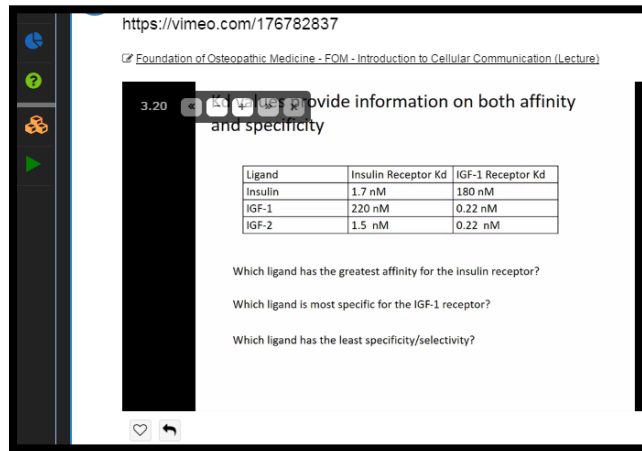 https://vimeo.com/176782837
Foundation of Osteopathic Medicine - FOM - Introduction to Cellular Communication (Lecture)
3.20
« − + » ×
Kd values provide information on both affinity
and specificity
Ligand Insulin Receptor Kd IGF-1 Receptor Kd
Insulin 1.7 nM 180 nM
IGF-1 220 nM 0.22 nM
IGF-2 1.5 nM 0.22 nM
Which ligand has the greatest affinity for the insulin receptor?
Which ligand is most specific for the IGF-1 receptor?
Which ligand has the least specificity/selectivity?